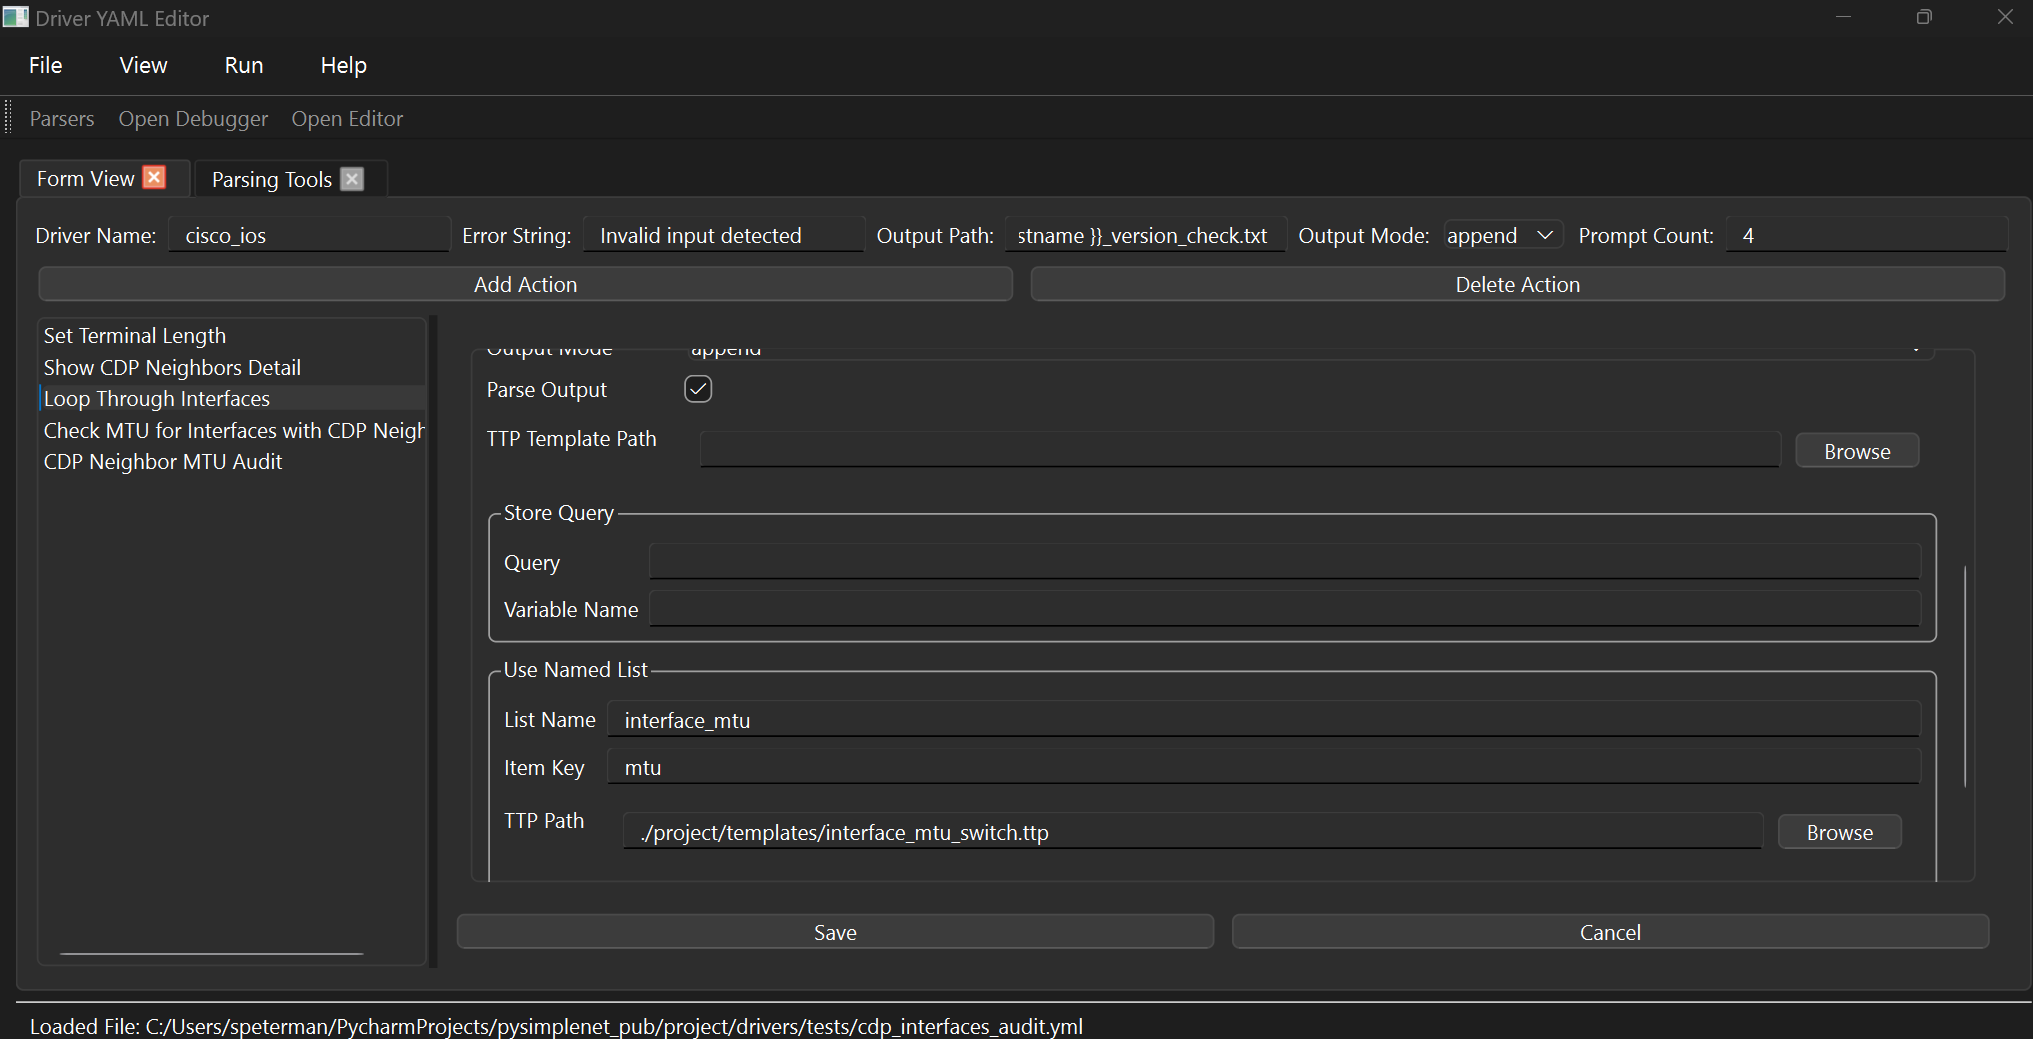 Driver YAML Editor
File View Run Help
Parsers Open Debugger Open Editor
Form View Parsing Tools
Driver Name: cisco_ios Error String: Invalid input detected Output Path: stname }}_version_check.txt Output Mode: append Prompt Count: 4
Add Action Delete Action
Set Terminal Length
Show CDP Neighbors Detail
Loop Through Interfaces
Check MTU for Interfaces with CDP Neigh
CDP Neighbor MTU Audit
Output Mode append
Parse Output
TTP Template Path Browse
Store Query
Query
Variable Name
Use Named List
List Name interface_mtu
Item Key mtu
TTP Path ./project/templates/interface_mtu_switch.ttp Browse
Save Cancel
Loaded File: C:/Users/speterman/PycharmProjects/pysimplenet_pub/project/drivers/tests/cdp_interfaces_audit.yml